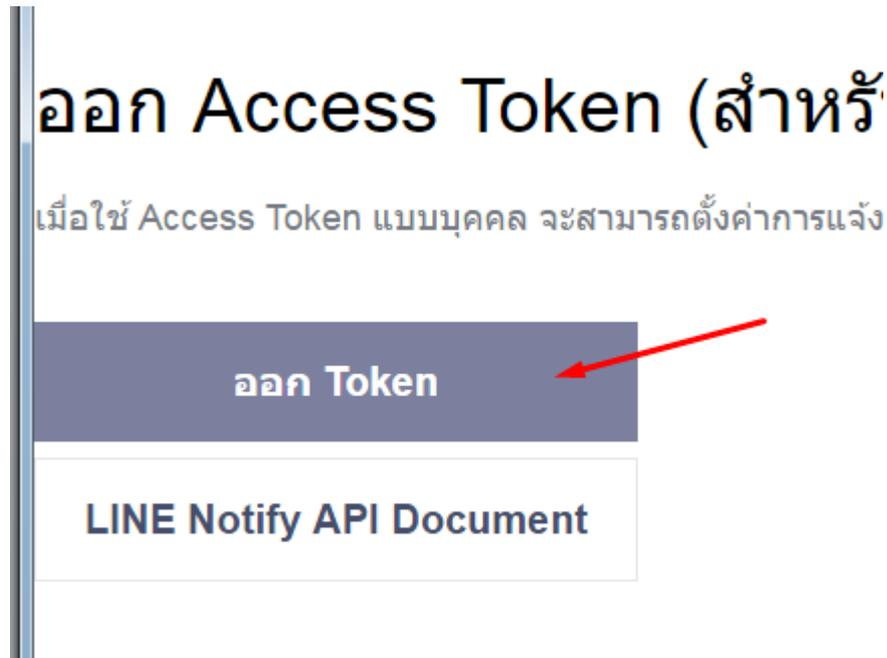 ออก Access Token (สำหรั
เมื่อใช้ Access Token แบบบุคคล จะสามารถตั้งค่าการแจ้ง
ออก Token
LINE Notify API Document